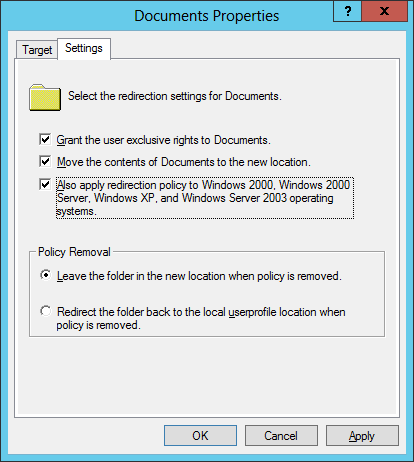 Documents Properties
?
x
Target
Settings
Select the redirection settings for Documents.
Grant the user exclusive rights to Documents.
Move the contents of Documents to the new location.
Also apply redirection policy to Windows 2000, Windows 2000
Server, Windows XP, and Windows Server 2003 operating
systems.
Policy Removal
Leave the folder in the new location when policy is removed.
Redirect the folder back to the local userprofile location when
policy is removed.
OK
Cancel
Apply